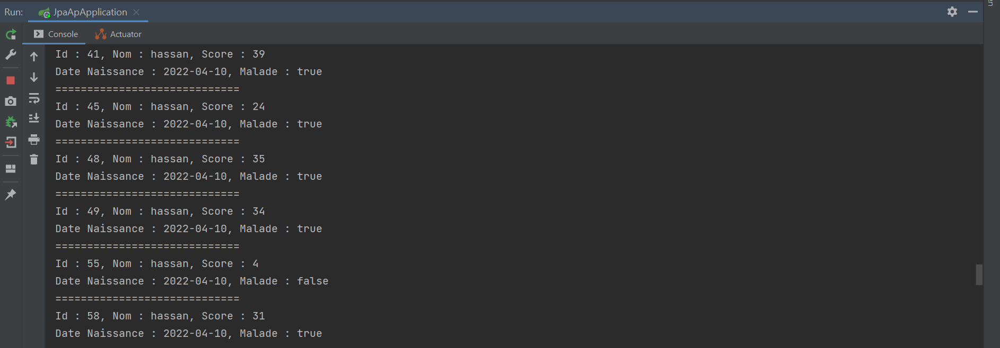 Run: JpaApApplication
Console Actuator
Id : 41, Nom : hassan, Score : 39
Date Naissance : 2022-04-10, Malade : true
=============================
Id : 45, Nom : hassan, Score : 24
Date Naissance : 2022-04-10, Malade : true
=============================
Id : 48, Nom : hassan, Score : 35
Date Naissance : 2022-04-10, Malade : true
=============================
Id : 49, Nom : hassan, Score : 34
Date Naissance : 2022-04-10, Malade : true
=============================
Id : 55, Nom : hassan, Score : 4
Date Naissance : 2022-04-10, Malade : false
=============================
Id : 58, Nom : hassan, Score : 31
Date Naissance : 2022-04-10, Malade : true